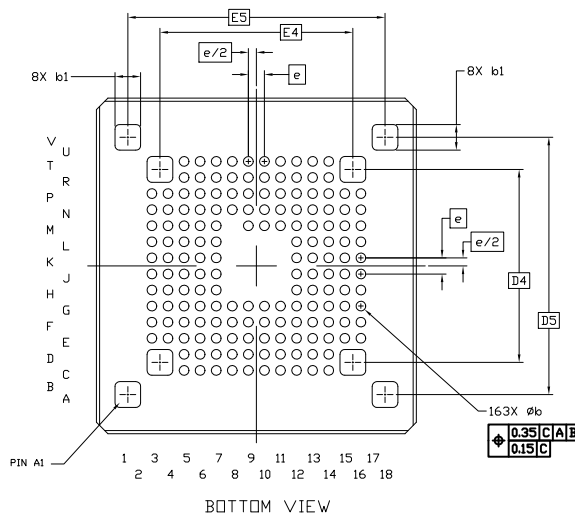 E5
E4
e/2
e
8X b1
8X b1
V
U
T
R
P
N
M
L
K
J
H
G
F
E
D
C
B
A
e
e/2
D4
D5
163X Øb
0.35 C A B
0.15 C
PIN A1
1 3 5 7 9 11 13 15 17
2 4 6 8 10 12 14 16 18
BOTTOM VIEW